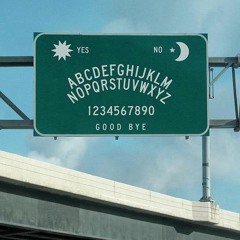 YES NO
ABCDEFGHIJKLM
NOPQRSTUVWXYZ
1234567890
GOOD BYE